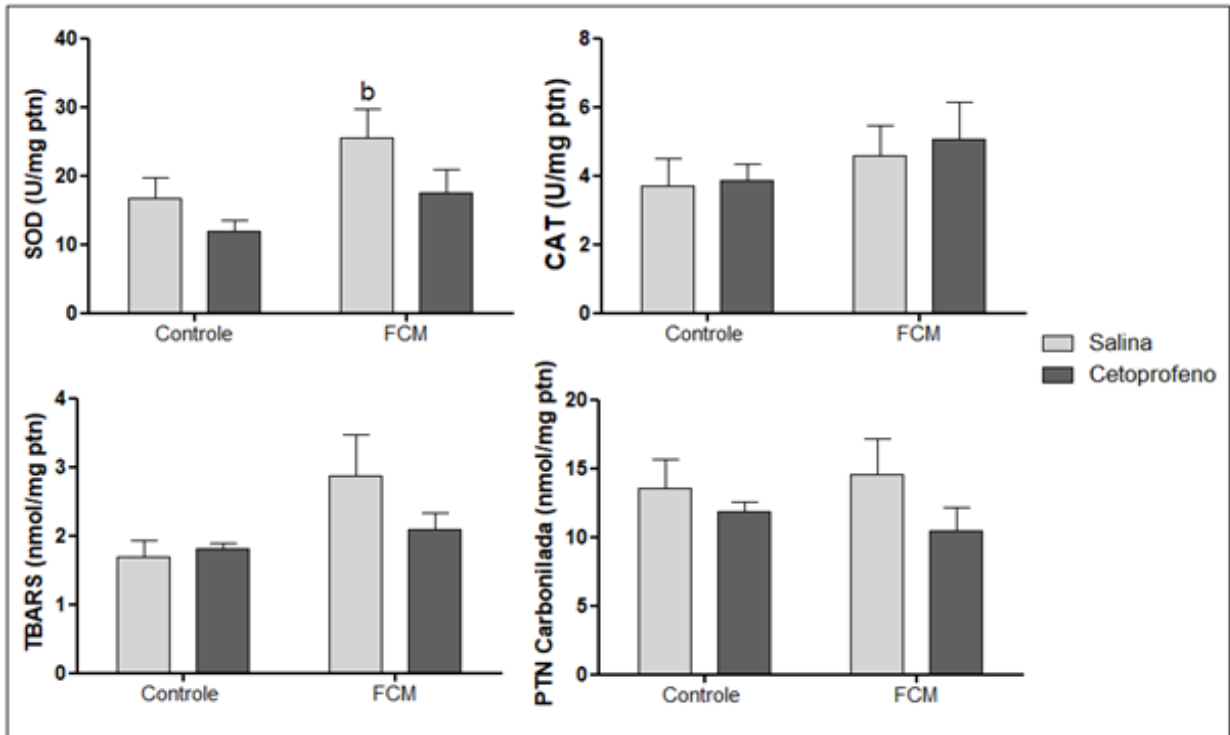 SOD (U/mg ptn)
40
30
20
10
0
b
Controle
FCM
CAT (U/mg ptn)
8
6
4
2
0
Controle
FCM
Salina
Cetoprofeno
TBARS (nmol/mg ptn)
4
3
2
1
0
Controle
FCM
PTN Carbonilada (nmol/mg ptn)
20
15
10
5
0
Controle
FCM